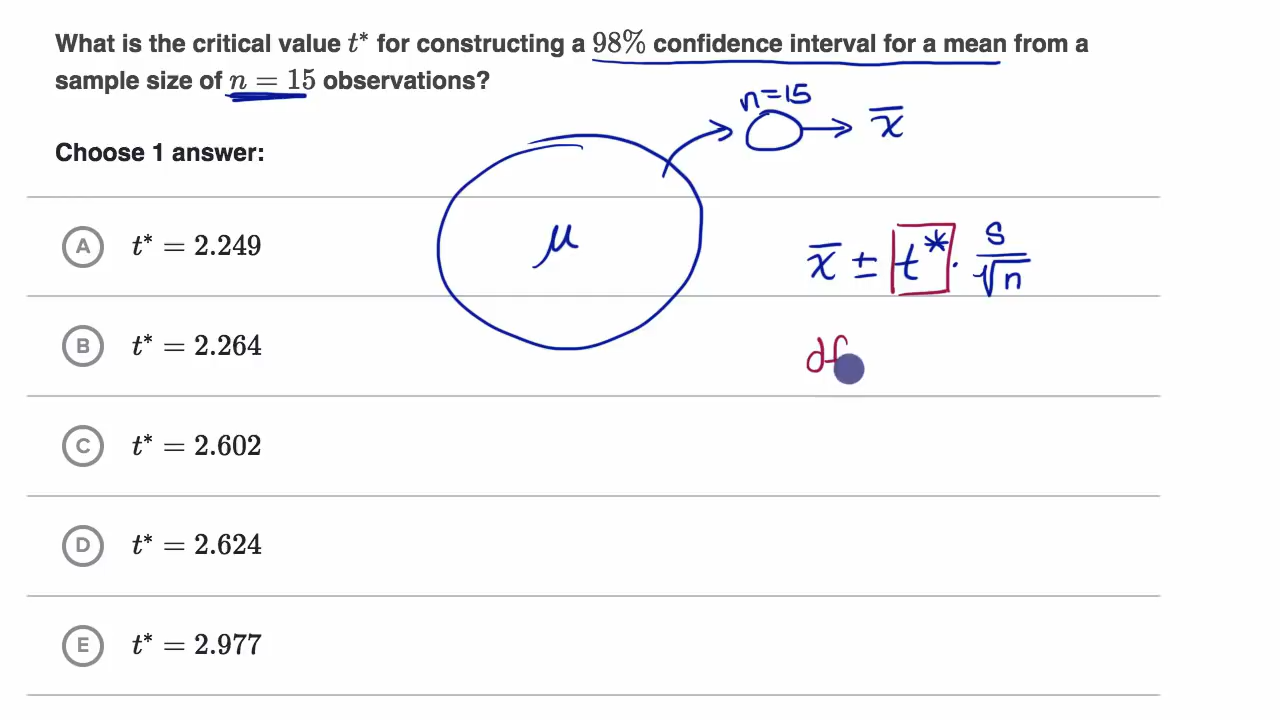 What is the critical value t* for constructing a 98% confidence interval for a mean from a
sample size of n = 15 observations?
n=15
x̅
Choose 1 answer:
A t* = 2.249
μ
x̅ ± t* · s/√n
B t* = 2.264
df
C t* = 2.602
D t* = 2.624
E t* = 2.977